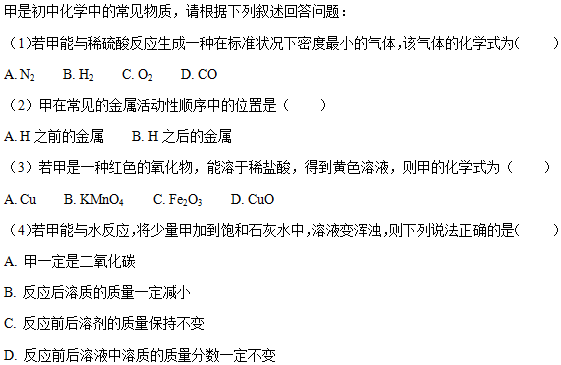 甲是初中化学中的常见物质，请根据下列叙述回答问题：
（1）若甲能与稀硫酸反应生成一种在标准状况下密度最小的气体，该气体的化学式为（　　）
A. N₂　　B. H₂　　C. O₂　　D. CO
（2）甲在常见的金属活动性顺序中的位置是（　　）
A. H 之前的金属　　B. H 之后的金属
（3）若甲是一种红色的氧化物，能溶于稀盐酸，得到黄色溶液，则甲的化学式为（　　）
A. Cu　　B. KMnO₄　　C. Fe₂O₃　　D. CuO
（4）若甲能与水反应，将少量甲加到饱和石灰水中，溶液变浑浊，则下列说法正确的是（　　）
A. 甲一定是二氧化碳
B. 反应后溶质的质量一定减小
C. 反应前后溶剂的质量保持不变
D. 反应前后溶液中溶质的质量分数一定不变